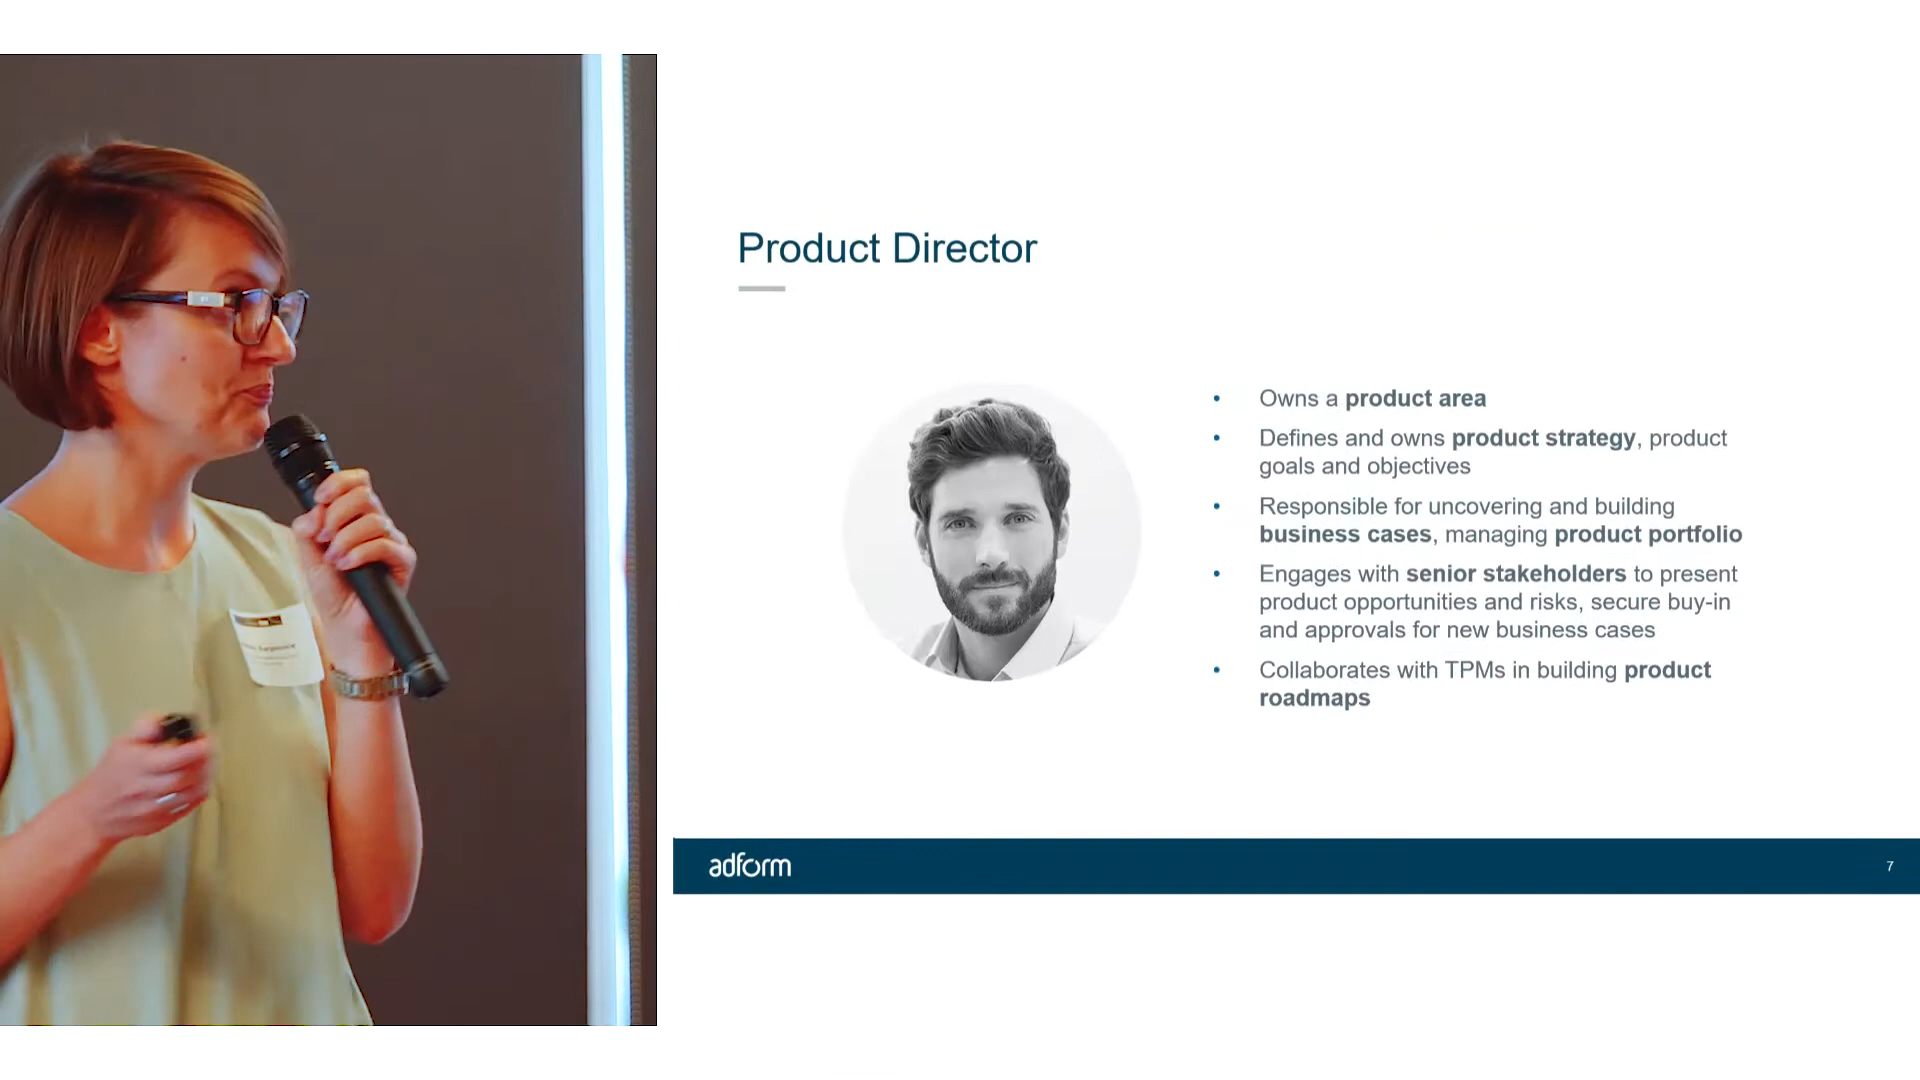 Product Director
• Owns a product area
• Defines and owns product strategy, product
goals and objectives
• Responsible for uncovering and building
business cases, managing product portfolio
• Engages with senior stakeholders to present
product opportunities and risks, secure buy-in
and approvals for new business cases
• Collaborates with TPMs in building product
roadmaps
adform
7